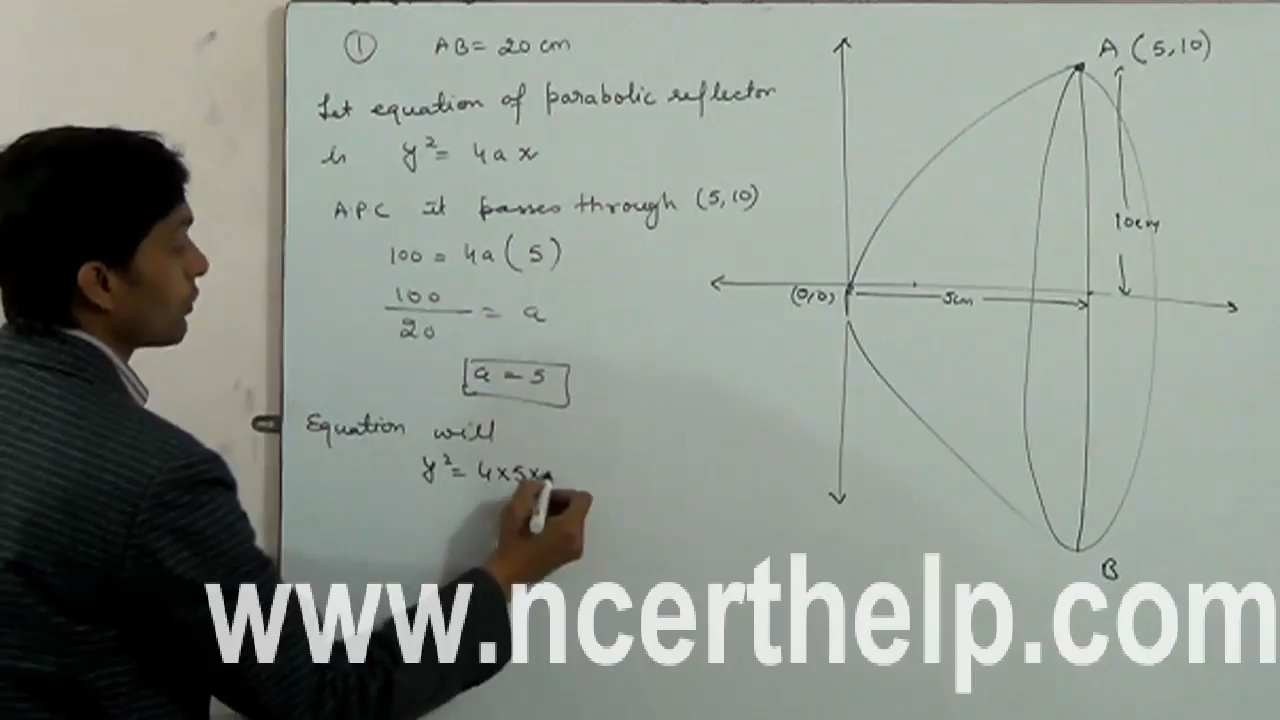 ① AB = 20 cm
Let equation of parabolic reflector
is y² = 4ax
A.P.C it passes through (5,10)
100 = 4a(5)
100/20 = a
a = 5
Equation will
y² = 4×5×
A (5,10)
10cm
(0,0)
5cm
B
www.ncerthelp.com